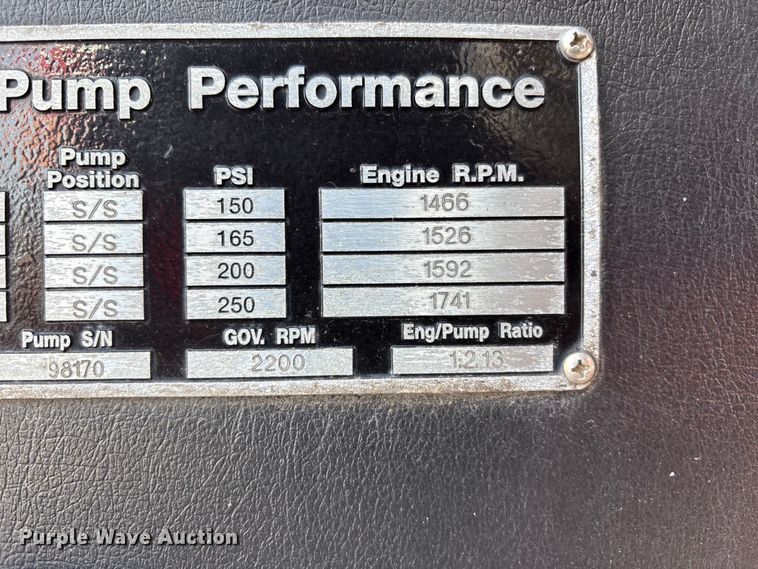 Pump Performance
Pump Position PSI Engine R.P.M.
S/S 150 1466
S/S 165 1526
S/S 200 1592
S/S 250 1741
Pump S/N GOV. RPM Eng/Pump Ratio
98170 2200 1:2.13
Purple Wave Auction